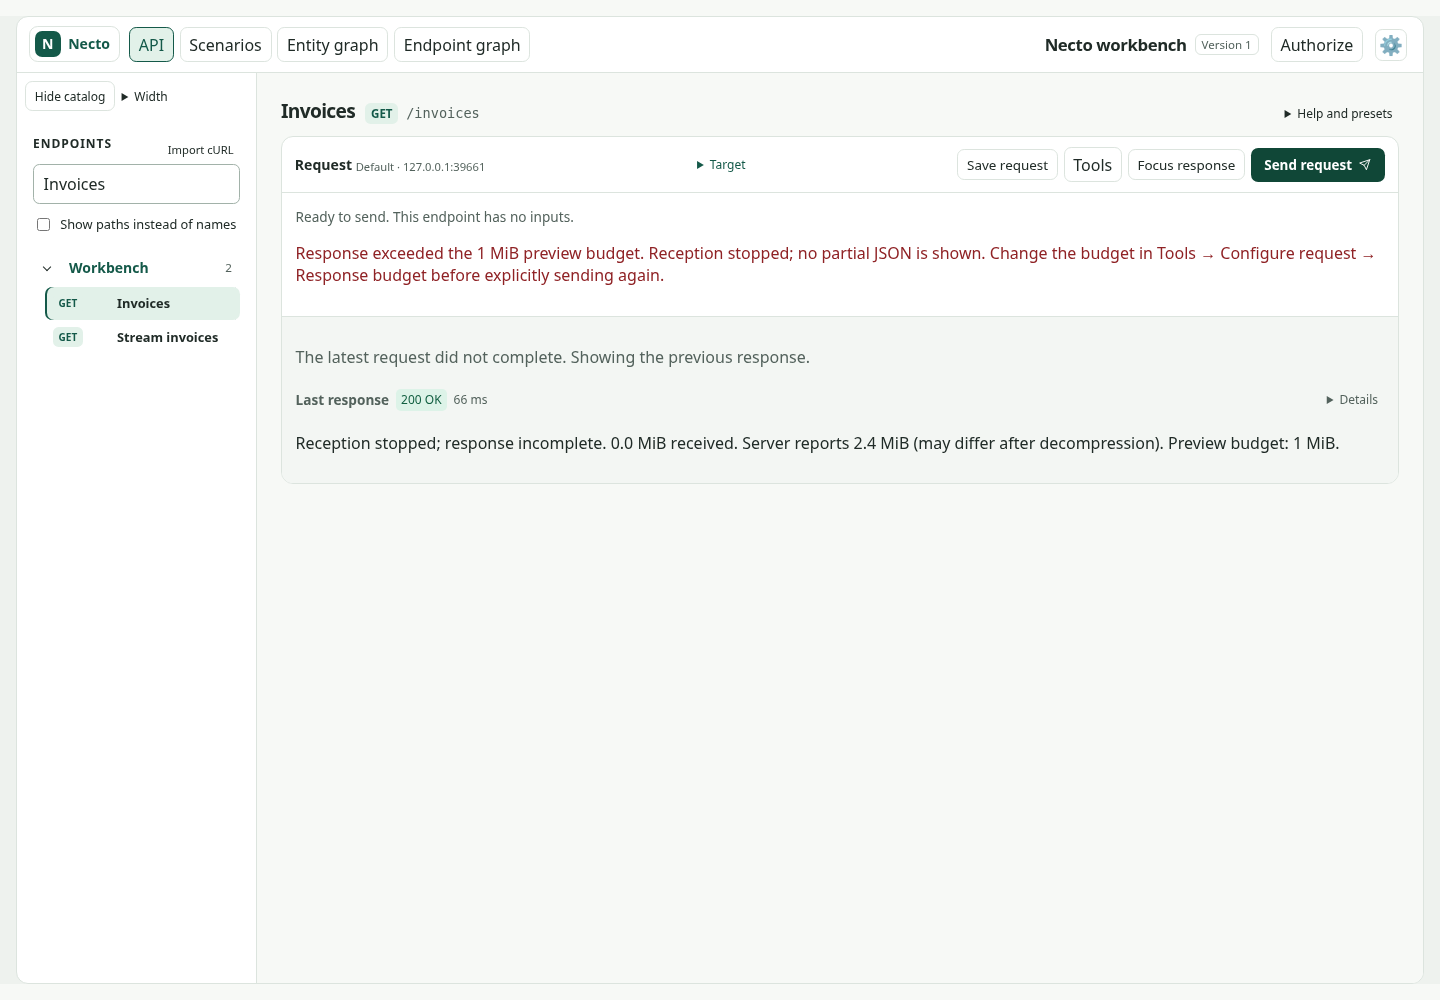 N Necto API Scenarios Entity graph Endpoint graph Necto workbench Version 1 Authorize
Hide catalog Width
ENDPOINTS Import cURL
Invoices
Show paths instead of names
Workbench 2
GET Invoices
GET Stream invoices
Invoices GET /invoices Help and presets
Request Default · 127.0.0.1:39661 Target Save request Tools Focus response Send request
Ready to send. This endpoint has no inputs.
Response exceeded the 1 MiB preview budget. Reception stopped; no partial JSON is shown. Change the budget in Tools → Configure request →
Response budget before explicitly sending again.
The latest request did not complete. Showing the previous response.
Last response 200 OK 66 ms Details
Reception stopped; response incomplete. 0.0 MiB received. Server reports 2.4 MiB (may differ after decompression). Preview budget: 1 MiB.